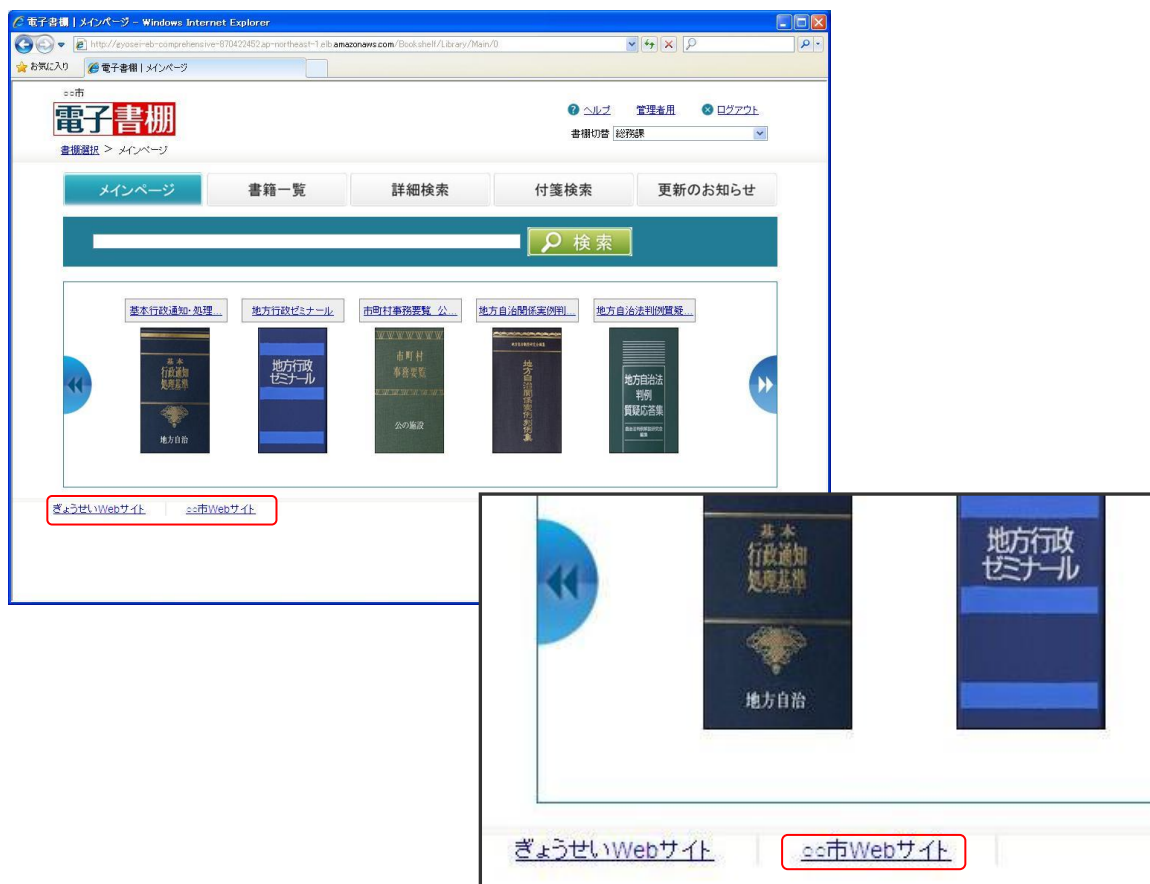 電子書棚 | メインページ - Windows Internet Explorer
http://gyosei-eb-comprehensive-870422452.ap-northeast-1.elb.amazonaws.com/Bookshelf/Library/Main/0
お気に入り 電子書棚 | メインページ
○○市
電子書棚
ヘルプ 管理者用 ログアウト
書棚切替 総務課
書棚選択 > メインページ
メインページ 書籍一覧 詳細検索 付箋検索 更新のお知らせ
検索
基本行政通知・処理... 地方行政ゼミナール 市町村事務要覧 公... 地方自治関係実例判... 地方自治法判例質疑...
基本
行政通知
処理基準
地方自治
地方行政
ゼミナール
市町村
事務要覧
公の施設
地方自治関係実例判例集
地方自治法
判例
質疑応答集
ぎょうせいWebサイト ○○市Webサイト
基本
行政通知
処理基準
地方自治
地方行政
ゼミナール
ぎょうせいWebサイト ○○市Webサイト